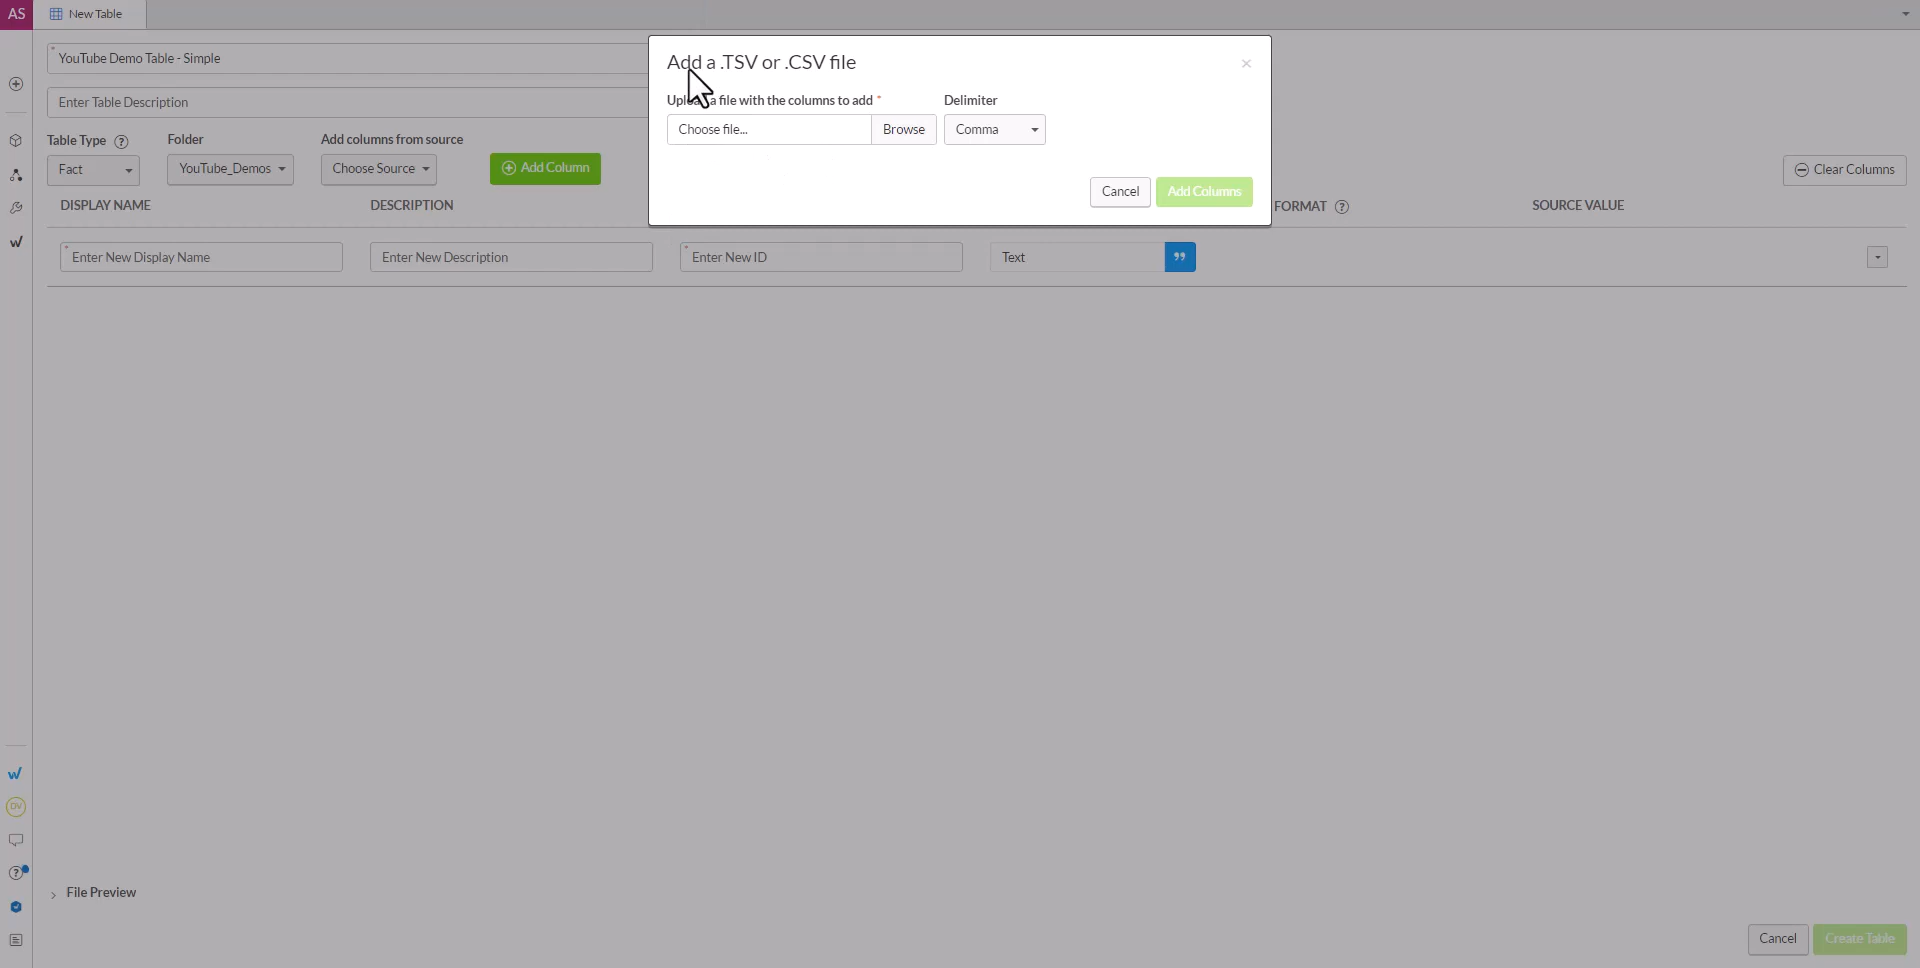 AS
New Table
* YouTube Demo Table - Simple
Enter Table Description
Table Type ?
Folder
Add columns from source
Fact
YouTube_Demos
Choose Source
Add Column
Clear Columns
Add a .TSV or .CSV file
×
a file with the columns to add *
Delimiter
Choose file...
Browse
Comma
Cancel
Add Columns
DISPLAY NAME
DESCRIPTION
FORMAT ?
SOURCE VALUE
* Enter New Display Name
Enter New Description
* Enter New ID
Text
DV
?
File Preview
Cancel
Create Table